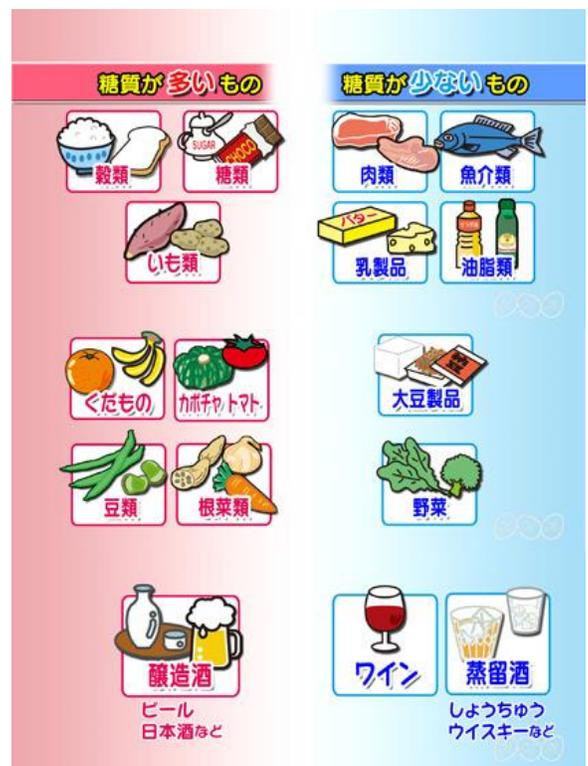 糖質が多いもの
糖質が少ないもの
穀類
SUGAR
CHOCO
糖類
肉類
魚介類
いも類
バター
乳製品
油脂類
くだもの
カボチャ トマト
大豆製品
豆類
根菜類
野菜
醸造酒
ビール
日本酒など
ワイン
蒸留酒
しょうちゅう
ウイスキーなど